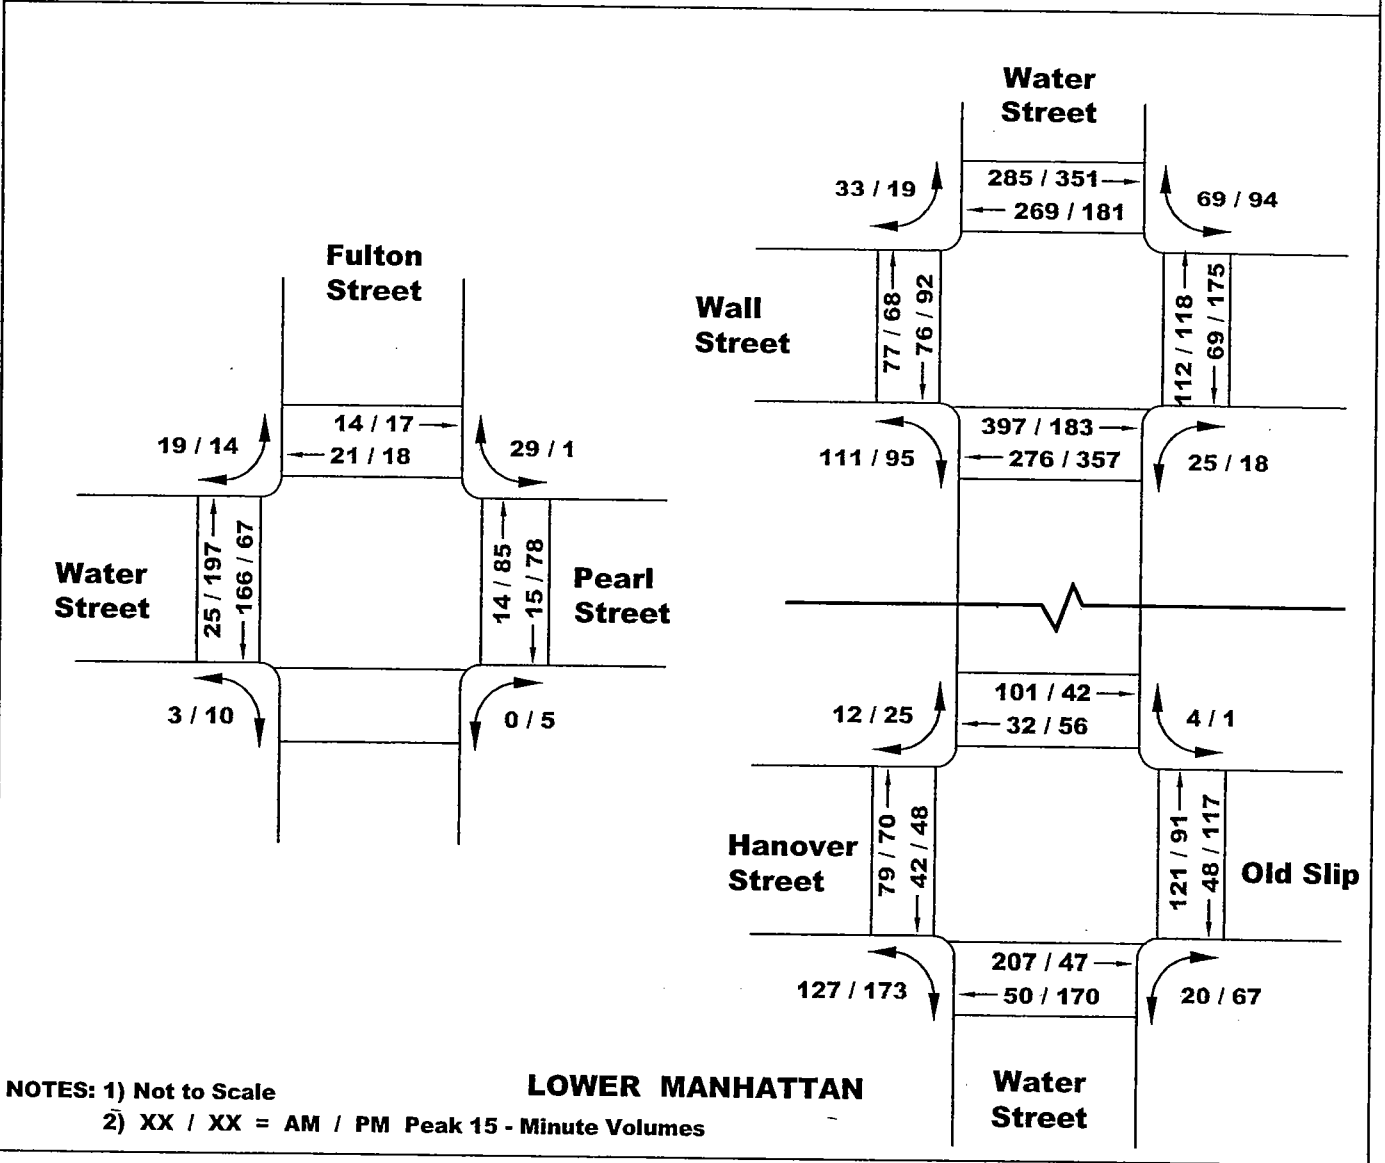 Fulton
Street
19 / 14
14 / 17
21 / 18
29 / 1
Water
Street
25 / 197
166 / 67
14 / 85
15 / 78
Pearl
Street
3 / 10
0 / 5
Water
Street
33 / 19
285 / 351
269 / 181
69 / 94
Wall
Street
77 / 68
76 / 92
112 / 118
69 / 175
111 / 95
397 / 183
276 / 357
25 / 18
12 / 25
101 / 42
32 / 56
4 / 1
Hanover
Street
79 / 70
42 / 48
121 / 91
48 / 117
Old Slip
127 / 173
207 / 47
50 / 170
20 / 67
Water
Street
NOTES: 1) Not to Scale
LOWER MANHATTAN
2) XX / XX = AM / PM Peak 15 - Minute Volumes